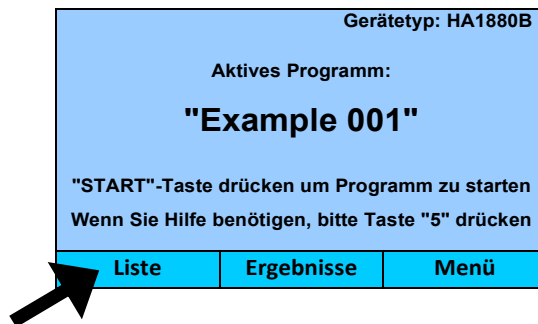 Gerätetyp: HA1880B
Aktives Programm:
"Example 001"
"START"-Taste drücken um Programm zu starten
Wenn Sie Hilfe benötigen, bitte Taste "5" drücken
Liste Ergebnisse Menü